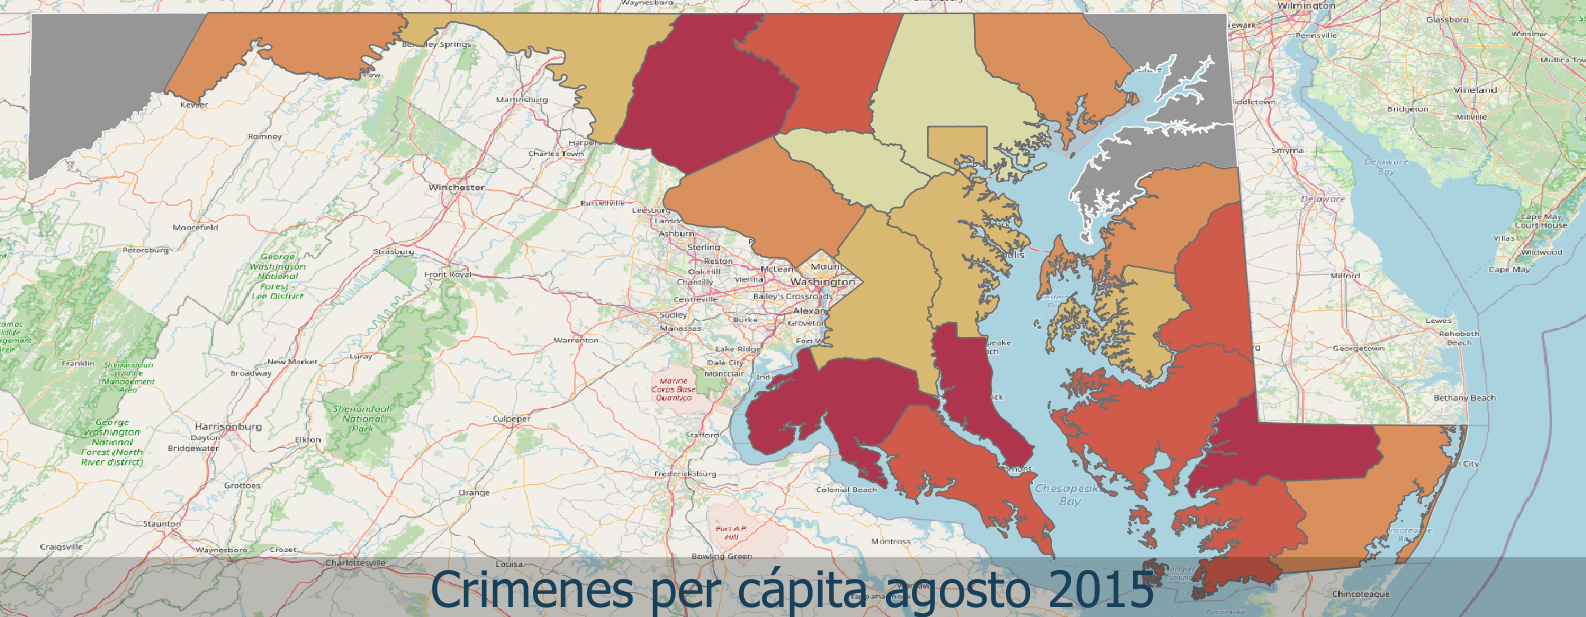 Waynesboro
Wilmington
Newark
Pennsville
Glassboro
Winslow
Berkeley Springs
Paw
Keyser
Martinsburg
Middletown
Vineland
Bridgeton
Millville
Romney
Charles Town
Smyrna
Delaware
Bay
Winchester
Purcellville
Leesburg
Ashburn
Sterling
Moorefield
Delaware
Cape May
Court House
Petersburg
Strasburg
Villas
Wildwood
Cape May
George
Washington
National
Forest -
Lee District
Front Royal
Reston
Oak Hill
McLean
Mount
Chantilly
Vienna
Washington
Milford
Centreville
Bailey's Crossroads
Sudley
Burke
Manassas
Groveton
Lewes
Rehoboth
Beach
Franklin
New Market
Luray
Warrenton
Lake Ridge
Dale City
Montclair
Georgetown
Broadway
Shenandoah
Wildlife
Management
Area
Marine
Corps Base
Quantico
Bethany Beach
Harrisonburg
Dayton
Bridgewater
Elkton
Shenandoah
National
Park
Culpeper
Stafford
George
Washington
National
Forest (North
River district)
Fredericksburg
Grottoes
Orange
Colonial Beach
Chesapeake
Bay
Staunton
Fort A.P.
Hill
Craigsville
Waynesboro
Crozet
Montross
Bowling Green
Charlottesville
Louisa
Chincoteague
Crimenes per cápita agosto 2015